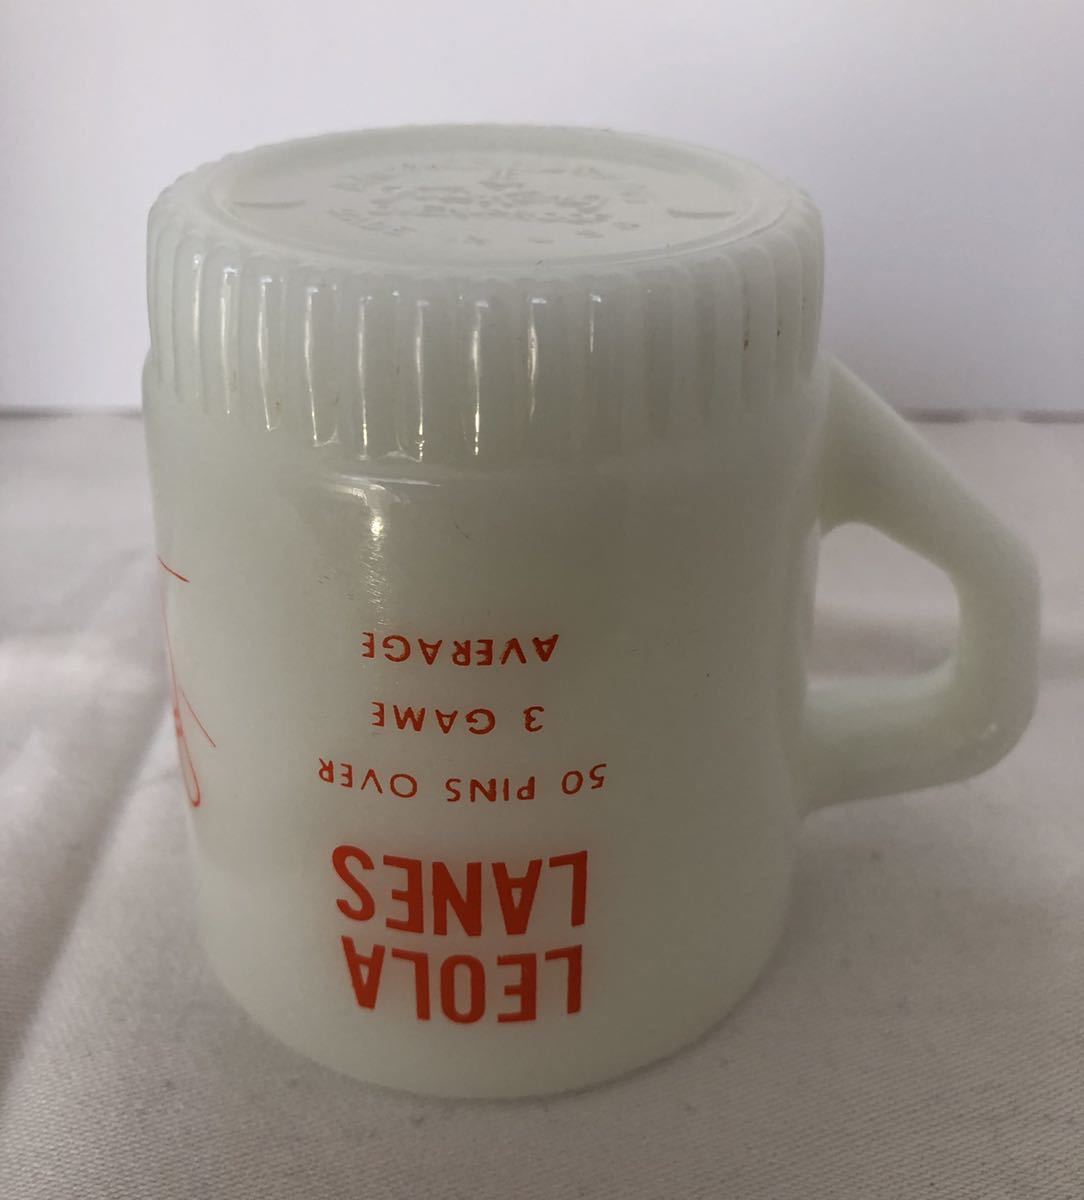 LEOLA
LANES
50 PINS OVER
3 GAME
AVERAGE